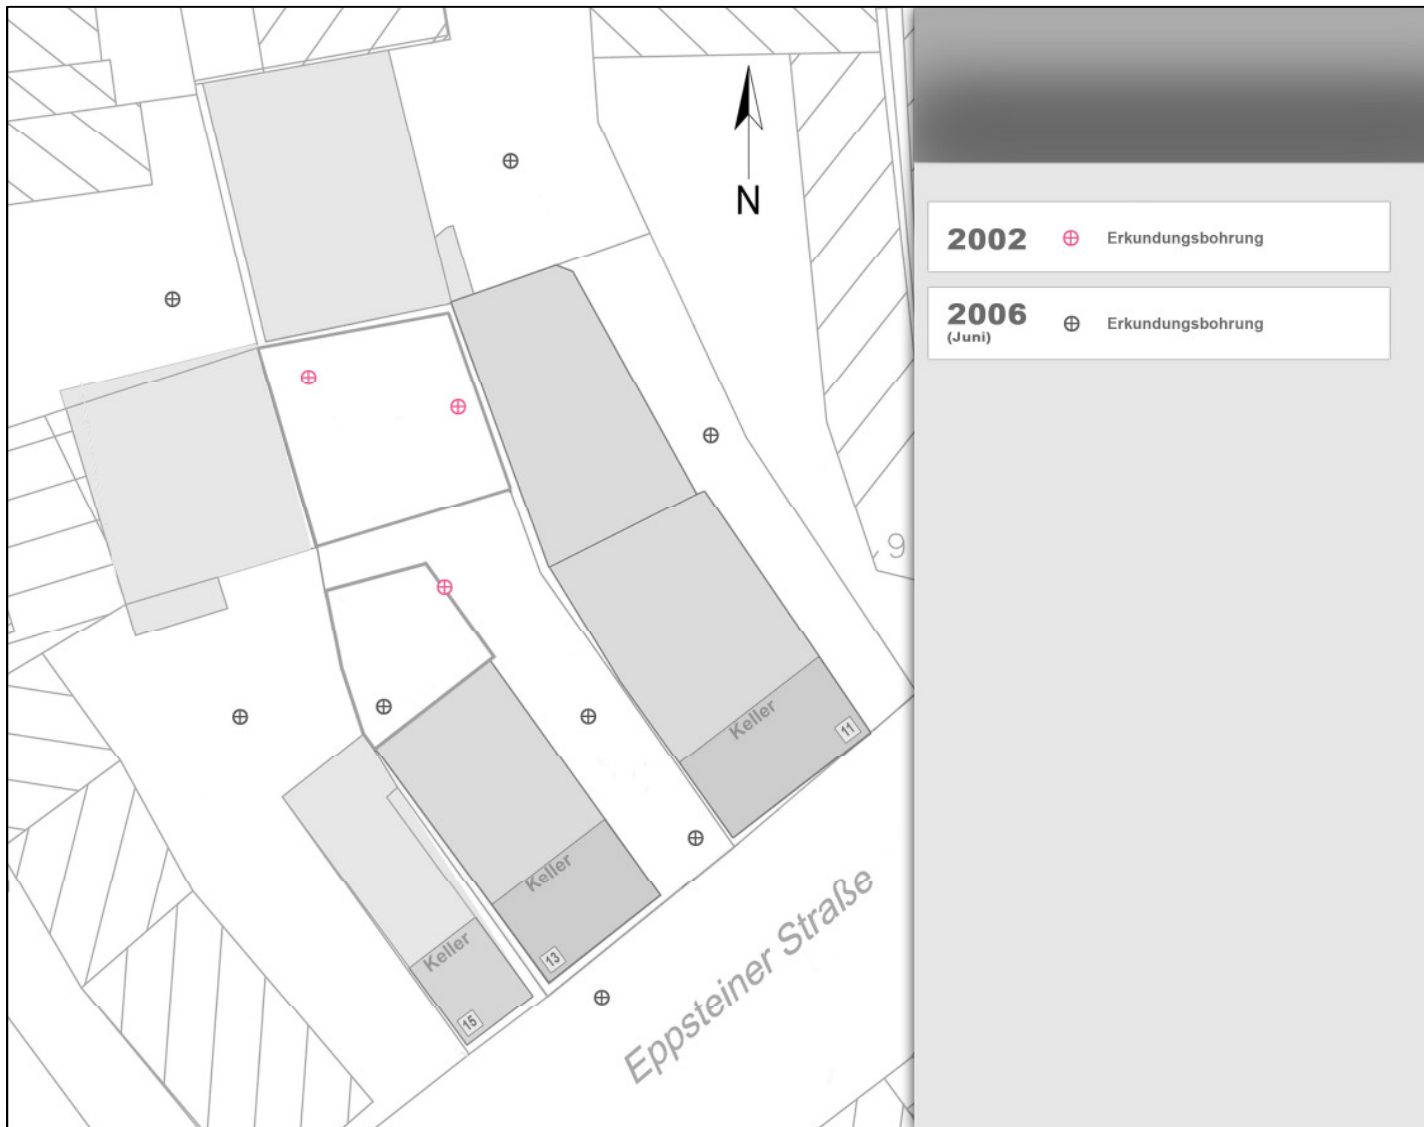 N
2002 Erkundungsbohrung
2006 Erkundungsbohrung
(Juni)
9
Keller
11
Keller
13
Keller
15
Eppsteiner Straße